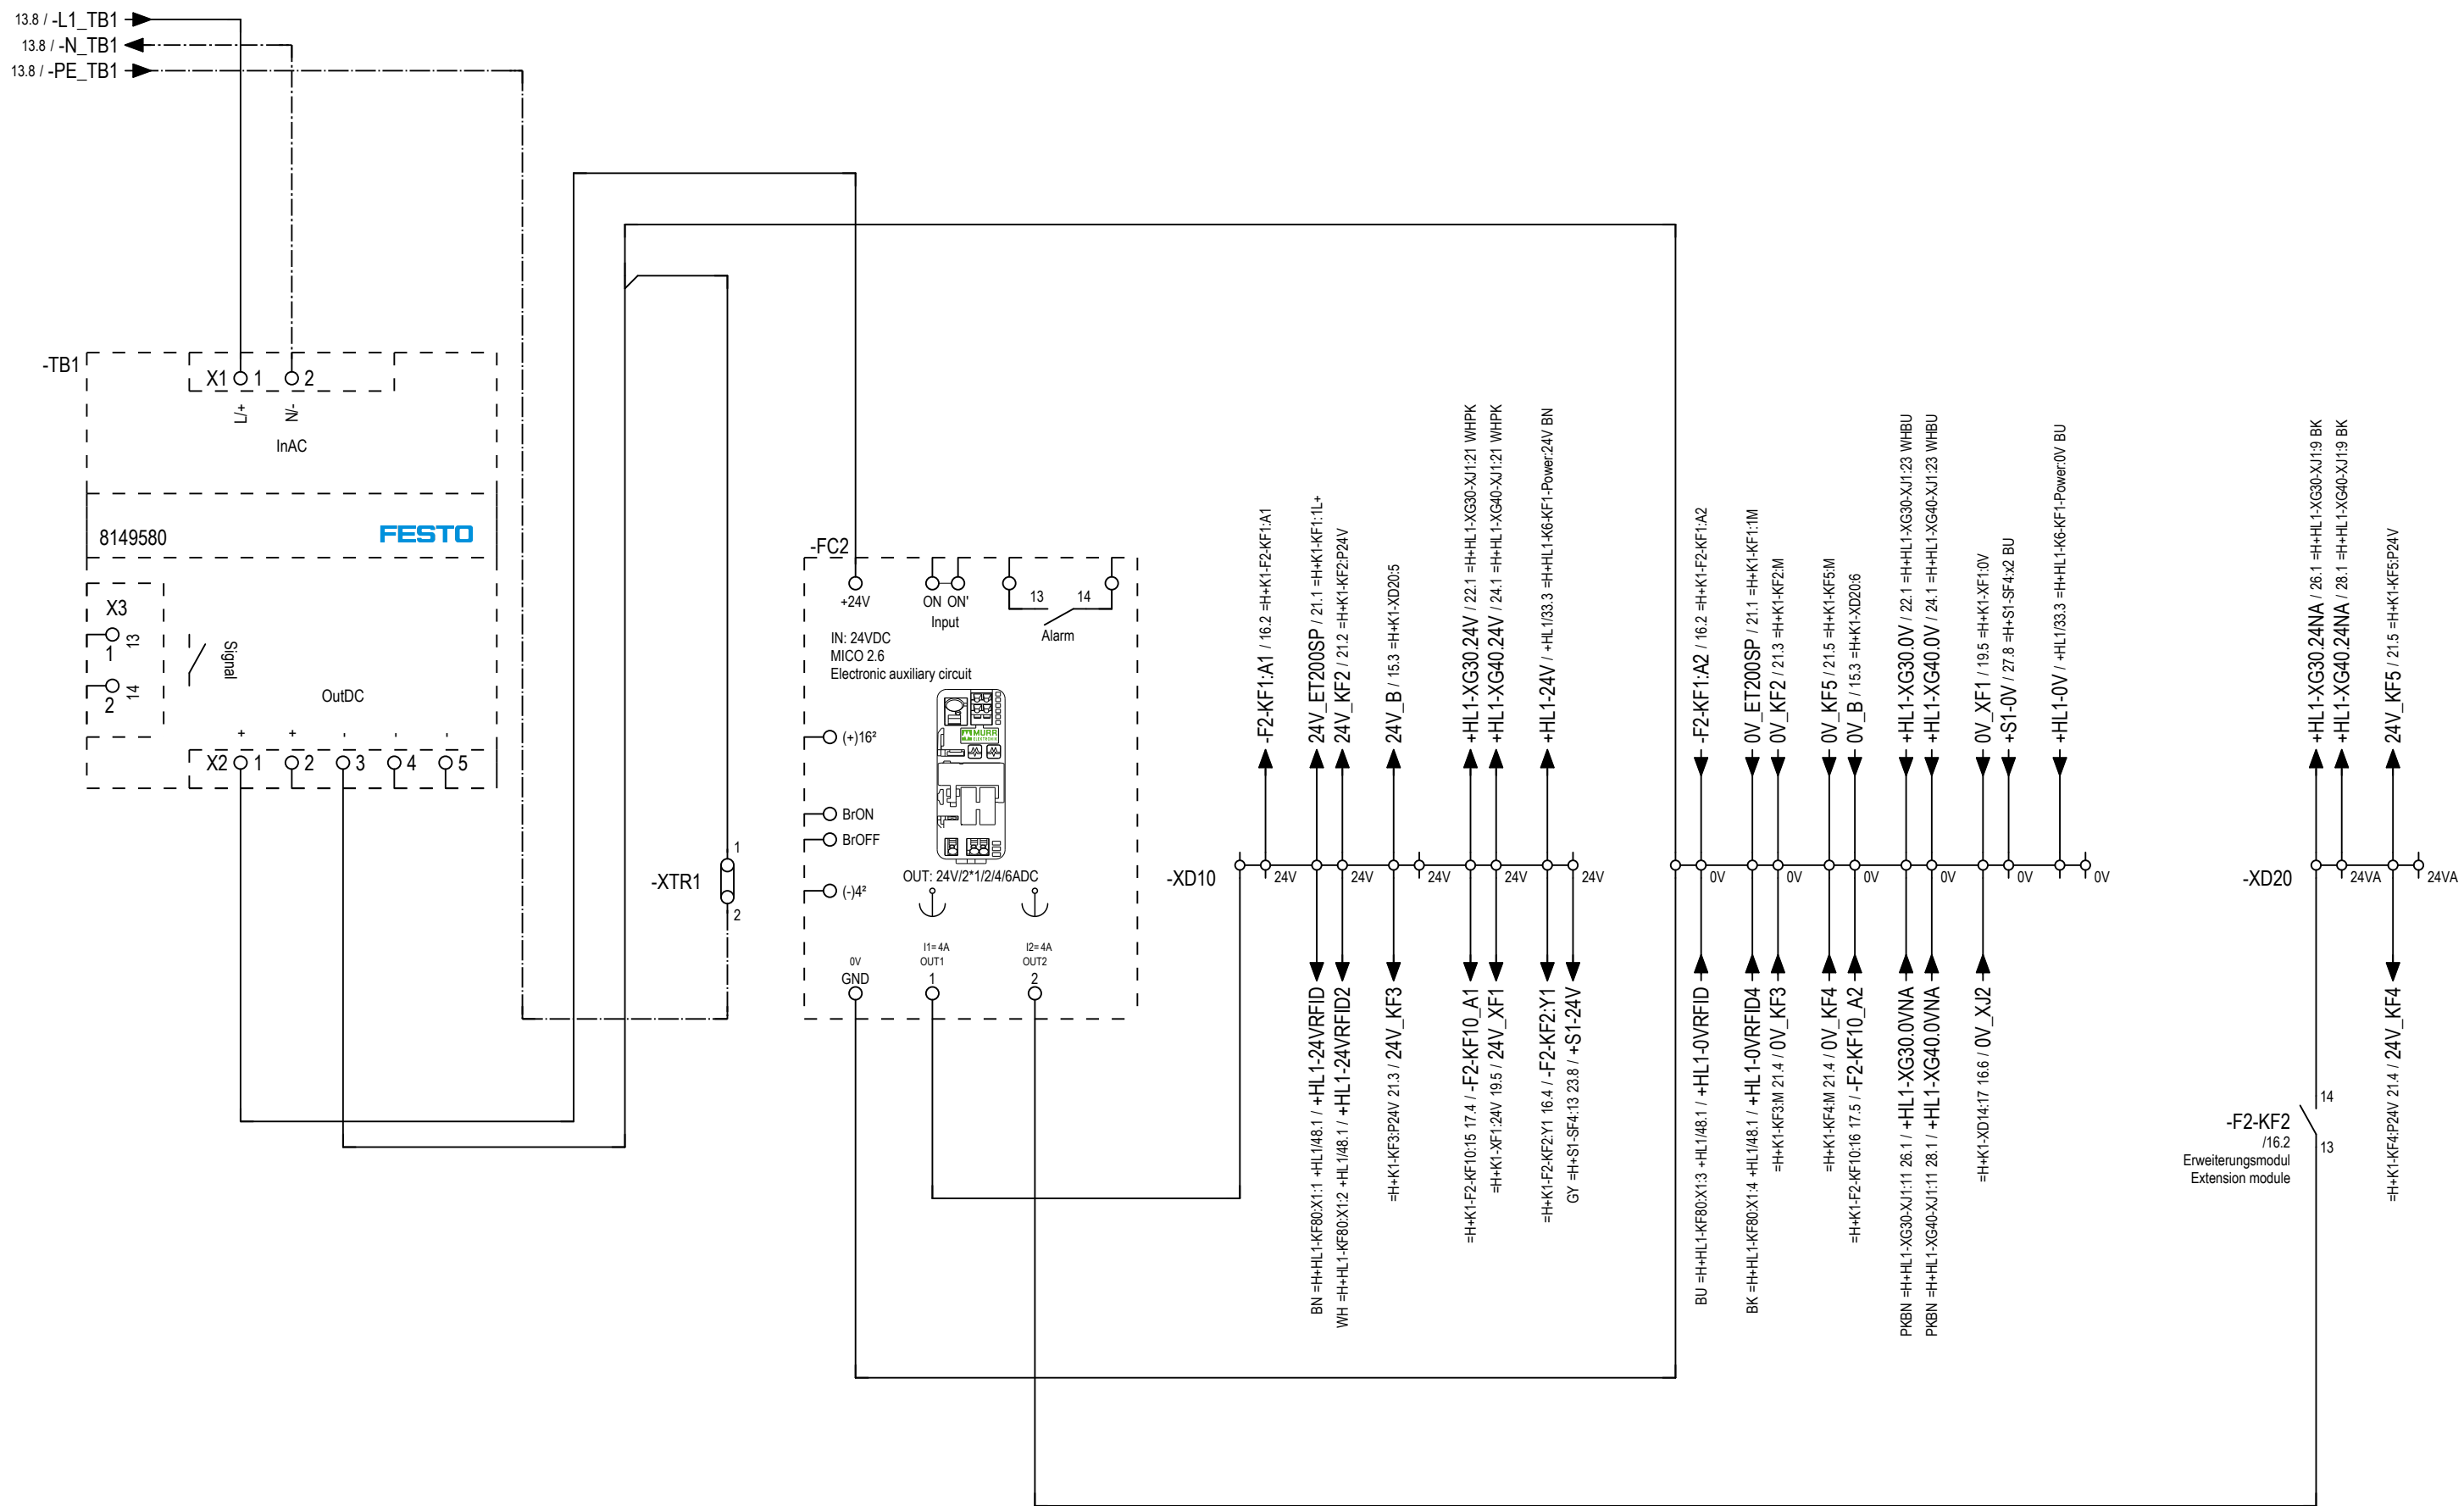 13.8 / -L1_TB1
13.8 / -N_TB1
13.8 / -PE_TB1
-TB1
X1 1 2
L/+
N/-
InAC
8149580
FESTO
X3
1
13
2
14
Signal
OutDC
+ + - - -
X2 1 2 3 4 5
-XTR1
1
2
-FC2
+24V
ON ON'
Input
13 14
Alarm
IN: 24VDC
MICO 2.6
Electronic auxiliary circuit
MURR
ELEKTRONIK
(+)16²
BrON
BrOFF
(-)4²
OUT: 24V/2*1/2/4/6ADC
I1=4A
OUT1
1
I2=4A
OUT2
2
0V
GND
-XD10
-F2-KF1:A1 / 16.2 =H+K1-F2-KF1:A1
24V_ET200SP / 21.1 =H+K1-KF1:1L+
24V_KF2 / 21.2 =H+K1-KF2:P24V
24V_B / 15.3 =H+K1-XD20:5
+HL1-XG30.24V / 22.1 =H+HL1-XG30-XJ1:21 WHPK
+HL1-XG40.24V / 24.1 =H+HL1-XG40-XJ1:21 WHPK
+HL1-24V / +HL1/33.3 =H+HL1-K6-KF1-Power:24V BN
24V 24V 24V 24V 24V 24V
BN =H+HL1-KF80:X1:1 +HL1/48.1 / +HL1-24VRFID
WH =H+HL1-KF80:X1:2 +HL1/48.1 / +HL1-24VRFID2
=H+K1-KF3:P24V 21.3 / 24V_KF3
=H+K1-F2-KF10:15 17.4 / -F2-KF10_A1
=H+K1-XF1:24V 19.5 / 24V_XF1
=H+K1-F2-KF2:Y1 16.4 / -F2-KF2:Y1
GY =H+S1-SF4:13 23.8 / +S1-24V
-F2-KF1:A2 / 16.2 =H+K1-F2-KF1:A2
0V_ET200SP / 21.1 =H+K1-KF1:1M
0V_KF2 / 21.3 =H+K1-KF2:M
0V_KF5 / 21.5 =H+K1-KF5:M
0V_B / 15.3 =H+K1-XD20:6
+HL1-XG30.0V / 22.1 =H+HL1-XG30-XJ1:23 WHBU
+HL1-XG40.0V / 24.1 =H+HL1-XG40-XJ1:23 WHBU
0V_XF1 / 19.5 =H+K1-XF1:0V
+S1-0V / 27.8 =H+S1-SF4:x2 BU
+HL1-0V / +HL1/33.3 =H+HL1-K6-KF1-Power:0V BU
0V 0V 0V 0V 0V 0V
BU =H+HL1-KF80:X1:3 +HL1/48.1 / +HL1-0VRFID
BK =H+HL1-KF80:X1:4 +HL1/48.1 / +HL1-0VRFID4
=H+K1-KF3:M 21.4 / 0V_KF3
=H+K1-KF4:M 21.4 / 0V_KF4
=H+K1-F2-KF10:16 17.5 / -F2-KF10_A2
PKBN =H+HL1-XG30-XJ1:11 26.1 / +HL1-XG30.0VNA
PKBN =H+HL1-XG40-XJ1:11 28.1 / +HL1-XG40.0VNA
=H+K1-XD14:17 16.6 / 0V_XJ2
-XD20
+HL1-XG30.24NA / 26.1 =H+HL1-XG30-XJ1:9 BK
+HL1-XG40.24NA / 28.1 =H+HL1-XG40-XJ1:9 BK
24V_KF5 / 21.5 =H+K1-KF5:P24V
24VA 24VA
=H+K1-KF4:P24V 21.4 / 24V_KF4
14
-F2-KF2
/16.2
13
Erweiterungsmodul
Extension module